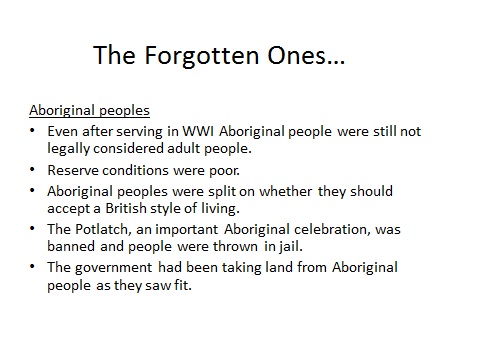 The Forgotten Ones…
Aboriginal peoples
• Even after serving in WWI Aboriginal people were still not
legally considered adult people.
• Reserve conditions were poor.
• Aboriginal peoples were split on whether they should
accept a British style of living.
• The Potlatch, an important Aboriginal celebration, was
banned and people were thrown in jail.
• The government had been taking land from Aboriginal
people as they saw fit.